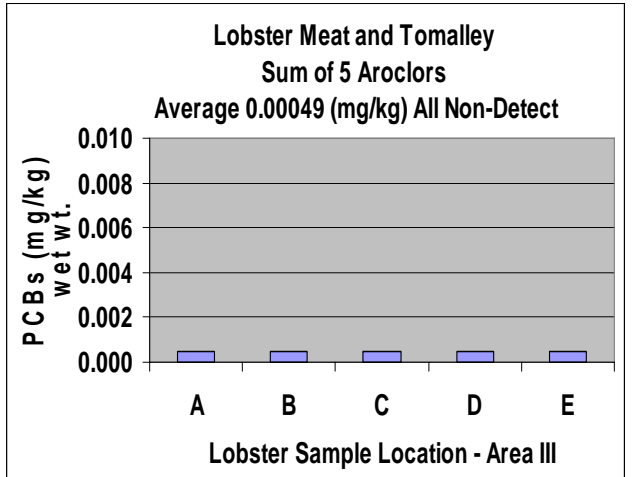 Lobster Meat and Tomalley
Sum of 5 Aroclors
Average 0.00049 (mg/kg) All Non-Detect
PCBs (mg/kg)
wet wt.
0.010
0.008
0.006
0.004
0.002
0.000
A B C D E
Lobster Sample Location - Area III